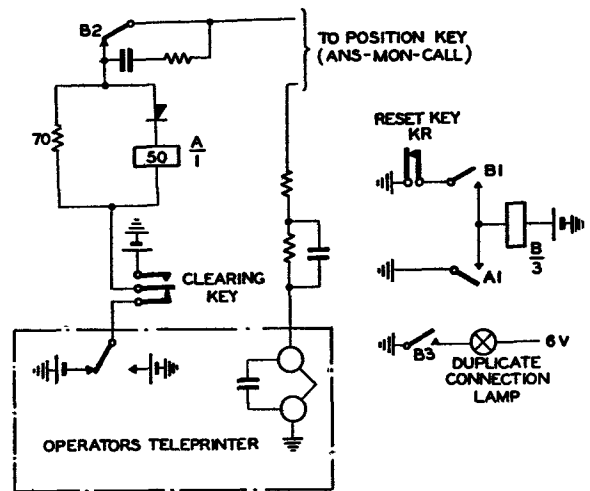 B2
TO POSITION KEY
(ANS-MON-CALL)
70
50
A
1
RESET KEY
KR
B1
B
3
A1
CLEARING
KEY
B3
6V
DUPLICATE
CONNECTION
LAMP
OPERATORS TELEPRINTER